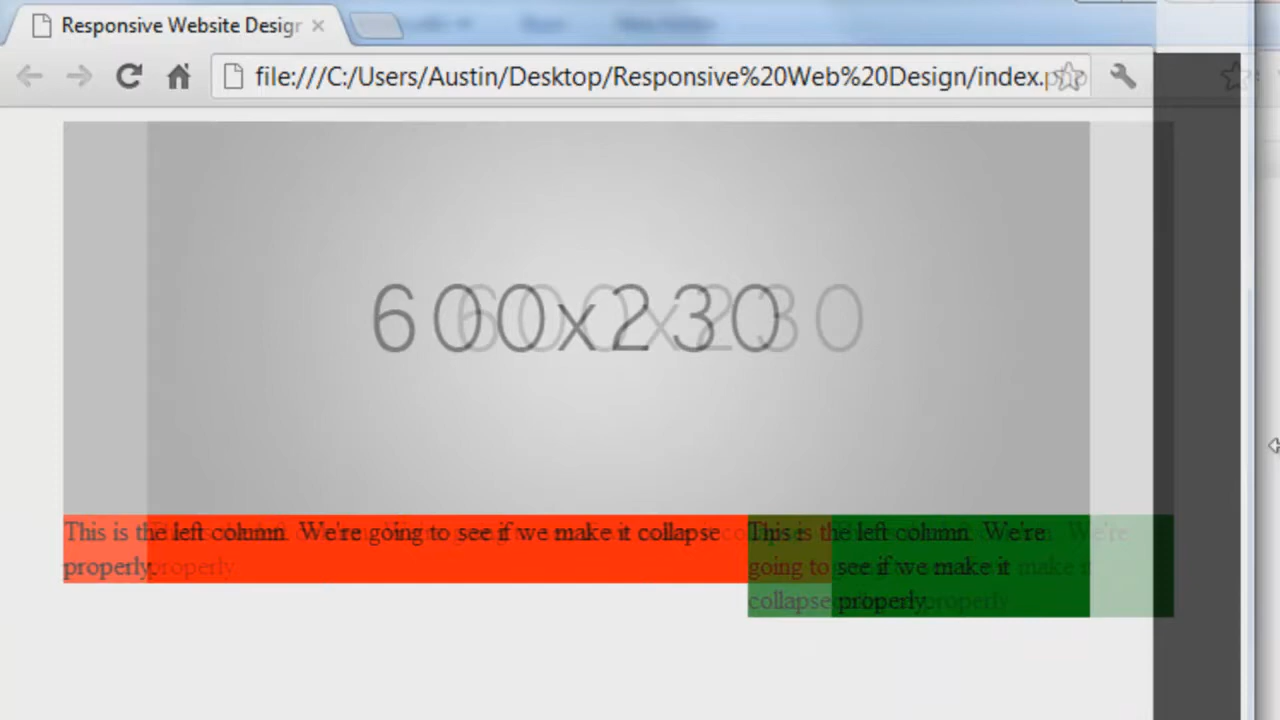 Responsive Website Desigr
file:///C:/Users/Austin/Desktop/Responsive%20Web%20Design/index.
600x230
This is the left column. We're going to see if we make it collapse
properly.
This is the left column. We're
going to see if we make it
collapse properly.